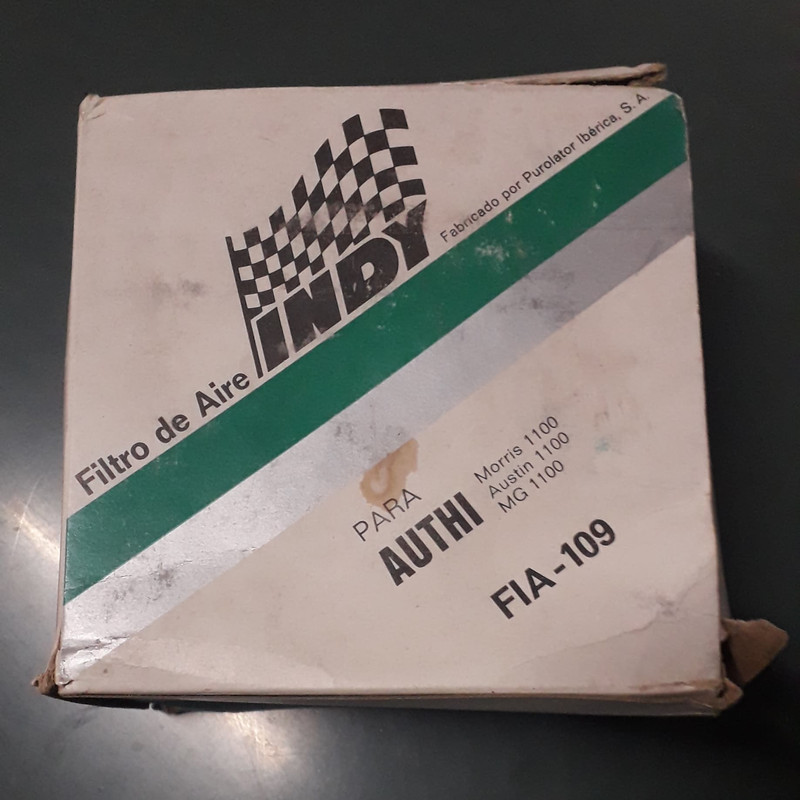 INDY
Fabricado por Purolator Ibérica, S. A.
Filtro de Aire
PARA
AUTHI
Morris 1100
Austin 1100
MG 1100
FIA-109